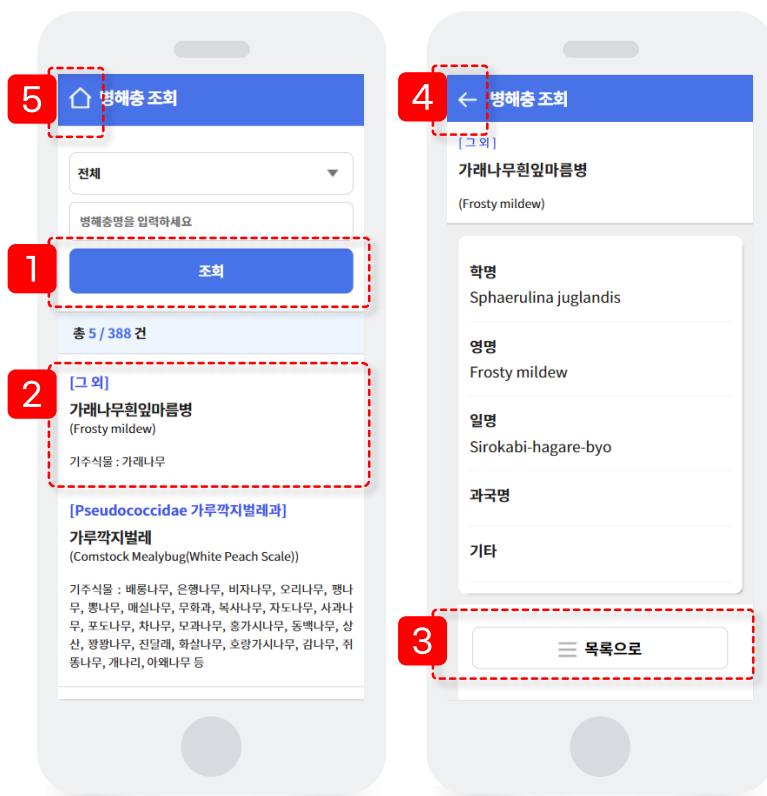 5
병해충 조회
전체
병해충명을 입력하세요
1
조회
총 5 / 388 건
2
[그 외]
가래나무흰잎마름병
(Frosty mildew)
기주식물 : 가래나무
[Pseudococcidae 가루깍지벌레과]
가루깍지벌레
(Comstock Mealybug(White Peach Scale))
기주식물 : 배롱나무, 은행나무, 비자나무, 오리나무, 팽나
무, 뽕나무, 매실나무, 무화과, 복사나무, 자도나무, 사과나
무, 포도나무, 차나무, 모과나무, 홍가시나무, 동백나무, 상
산, 꽝꽝나무, 진달래, 화살나무, 호랑가시나무, 감나무, 쥐
똥나무, 개나리, 아왜나무 등
4
병해충 조회
[그 외]
가래나무흰잎마름병
(Frosty mildew)
학명
Sphaerulina juglandis
영명
Frosty mildew
일명
Sirokabi-hagare-byo
과국명
기타
3
목록으로